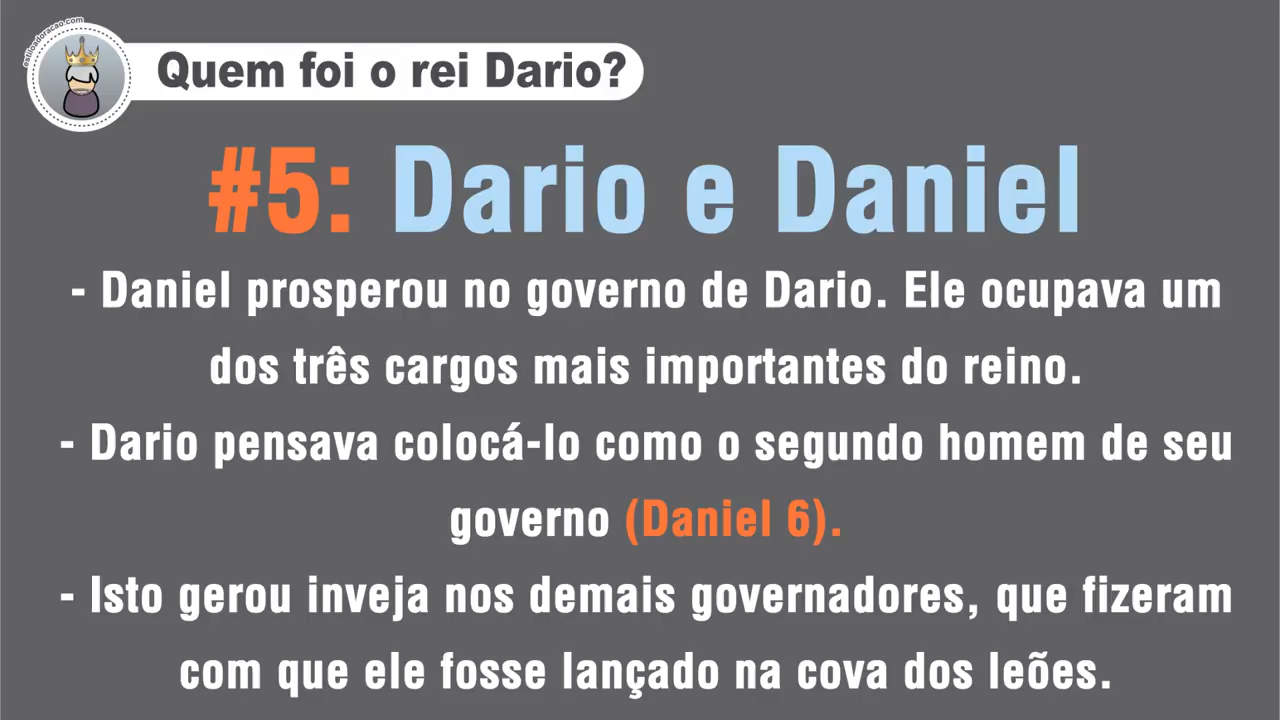 estiloadoracao.com
Quem foi o rei Dario?
#5: Dario e Daniel
- Daniel prosperou no governo de Dario. Ele ocupava um
dos três cargos mais importantes do reino.
- Dario pensava colocá-lo como o segundo homem de seu
governo (Daniel 6).
- Isto gerou inveja nos demais governadores, que fizeram
com que ele fosse lançado na cova dos leões.